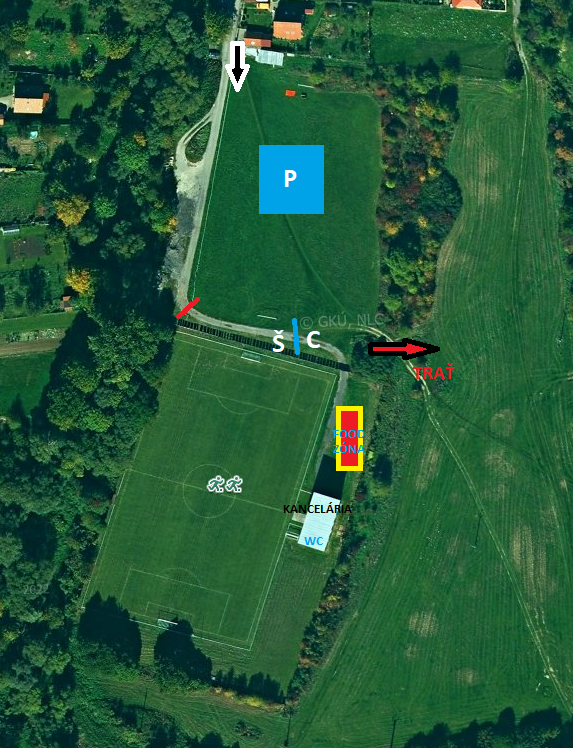 P
© GKÚ, NLC
Š C
TRAŤ
FOOD
ZÓNA
KANCELÁRIA
WC